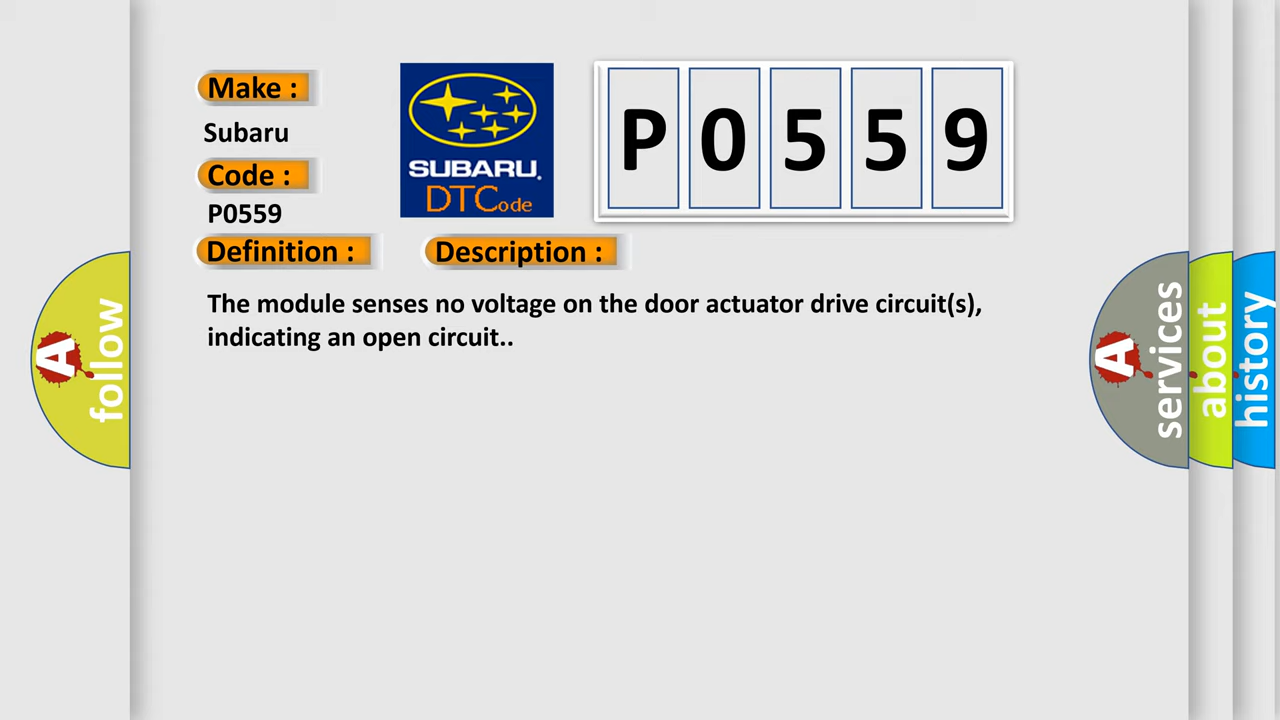 Make :
Subaru
Code :
P0559
Definition :
Description :
The module senses no voltage on the door actuator drive circuit(s),
indicating an open circuit..
SUBARU.
DTCode
P0559
A follow
A services
about
history